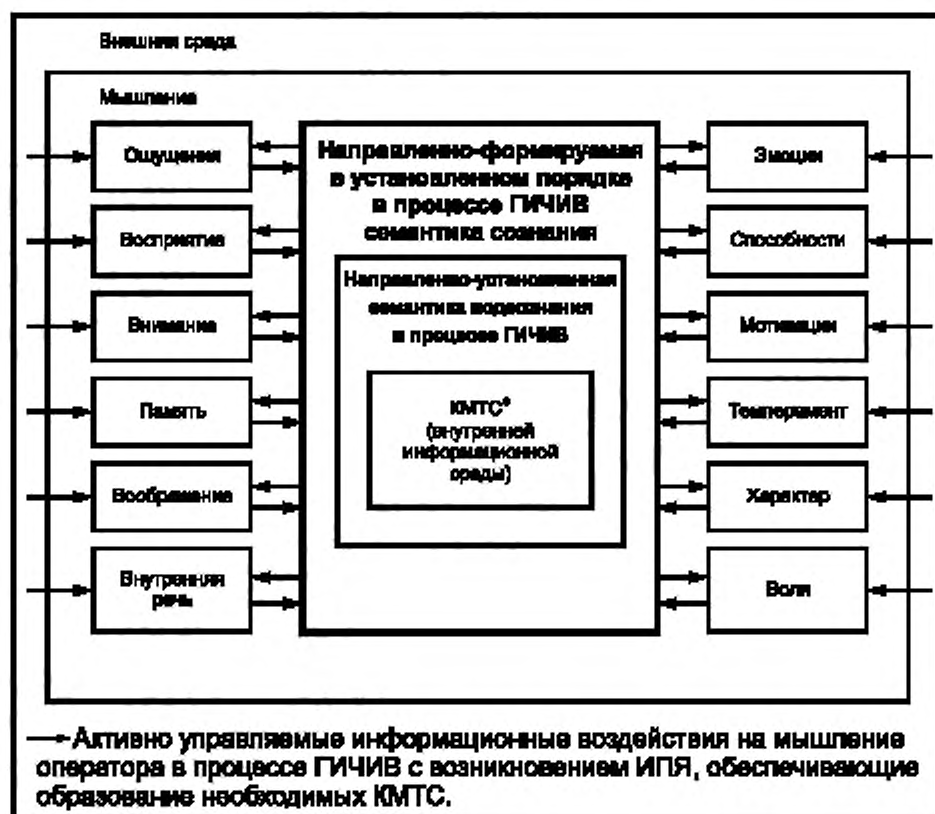 Внешняя среда
Мышление
Ощущения
Восприятие
Внимание
Память
Воображение
Внутренняя
речь
Направленно-формируемая
в установленном порядке
в процессе ГИЧИВ
семантика сознания
Направленно-установленная
семантика подсознания
в процессе ГИЧИВ
КМТС*
(внутренней
информационной
среды)
Эмоции
Способности
Мотивации
Темперамент
Характер
Воля
Активно управляемые информационные воздействия на мышление
оператора в процессе ГИЧИВ с возникновением ИПЯ, обеспечивающие
образование необходимых КМТС.